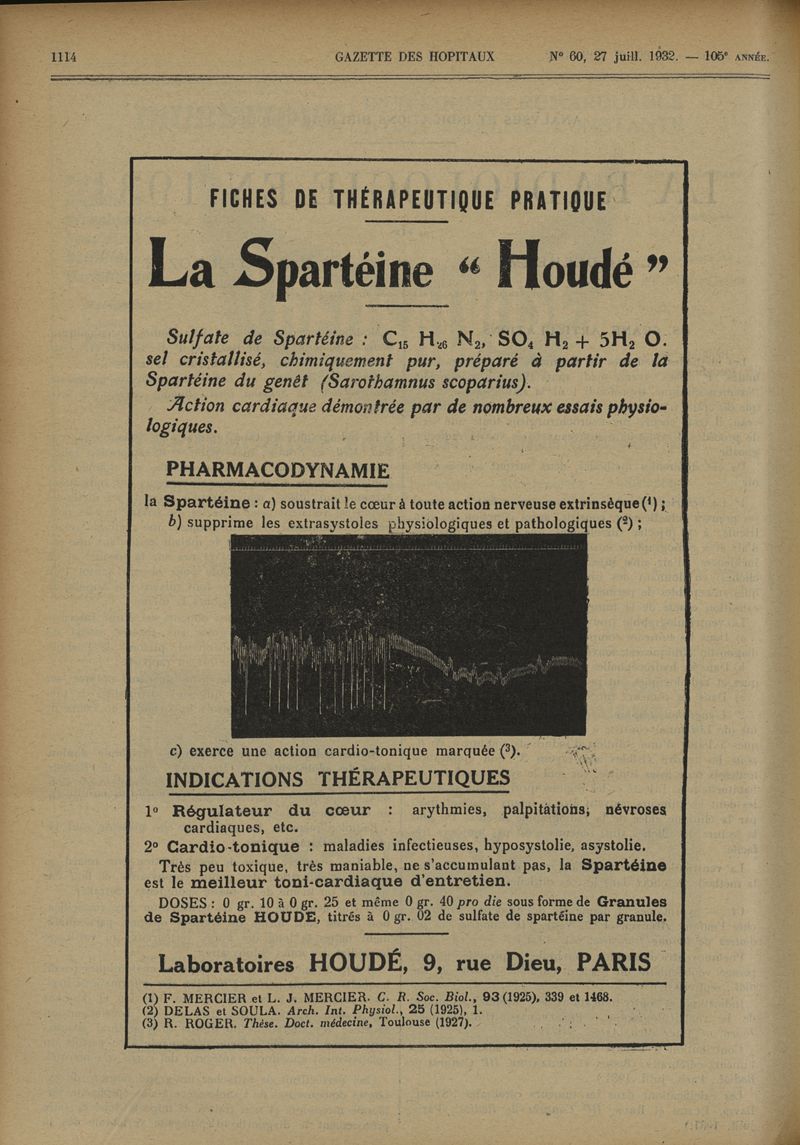 1114 GAZETTE DES HOPITAUX N° 60, 27 juill. 1932. — 105e ANNÉE.
FICHES DE THÉRAPEUTIQUE PRATIQUE
La Spartéine “ Houdé ”
Sulfate de Spartéine : C15 H26 N2, SO4 H2 + 5H2 O.
sel cristallisé, chimiquement pur, préparé à partir de la
Spartéine du genêt (Sarothamnus scoparius).
Action cardiaque démontrée par de nombreux essais physio-
logiques.
PHARMACODYNAMIE
la Spartéine : a) soustrait le cœur à toute action nerveuse extrinsèque (1) ;
b) supprime les extrasystoles physiologiques et pathologiques (2) ;
c) exerce une action cardio-tonique marquée (3).
INDICATIONS THÉRAPEUTIQUES
1° Régulateur du cœur : arythmies, palpitations, névroses
cardiaques, etc.
2° Cardio-tonique : maladies infectieuses, hyposystolie, asystolie.
Très peu toxique, très maniable, ne s'accumulant pas, la Spartéine
est le meilleur toni-cardiaque d'entretien.
DOSES : 0 gr. 10 à 0 gr. 25 et même 0 gr. 40 pro die sous forme de Granules
de Spartéine HOUDE, titrés à 0 gr. 02 de sulfate de spartéine par granule.
Laboratoires HOUDÉ, 9, rue Dieu, PARIS
(1) F. MERCIER et L. J. MERCIER. C. R. Soc. Biol., 93 (1925), 339 et 1468.
(2) DELAS et SOULA. Arch. Int. Physiol., 25 (1925), 1.
(3) R. ROGER. Thèse. Doct. médecine, Toulouse (1927).